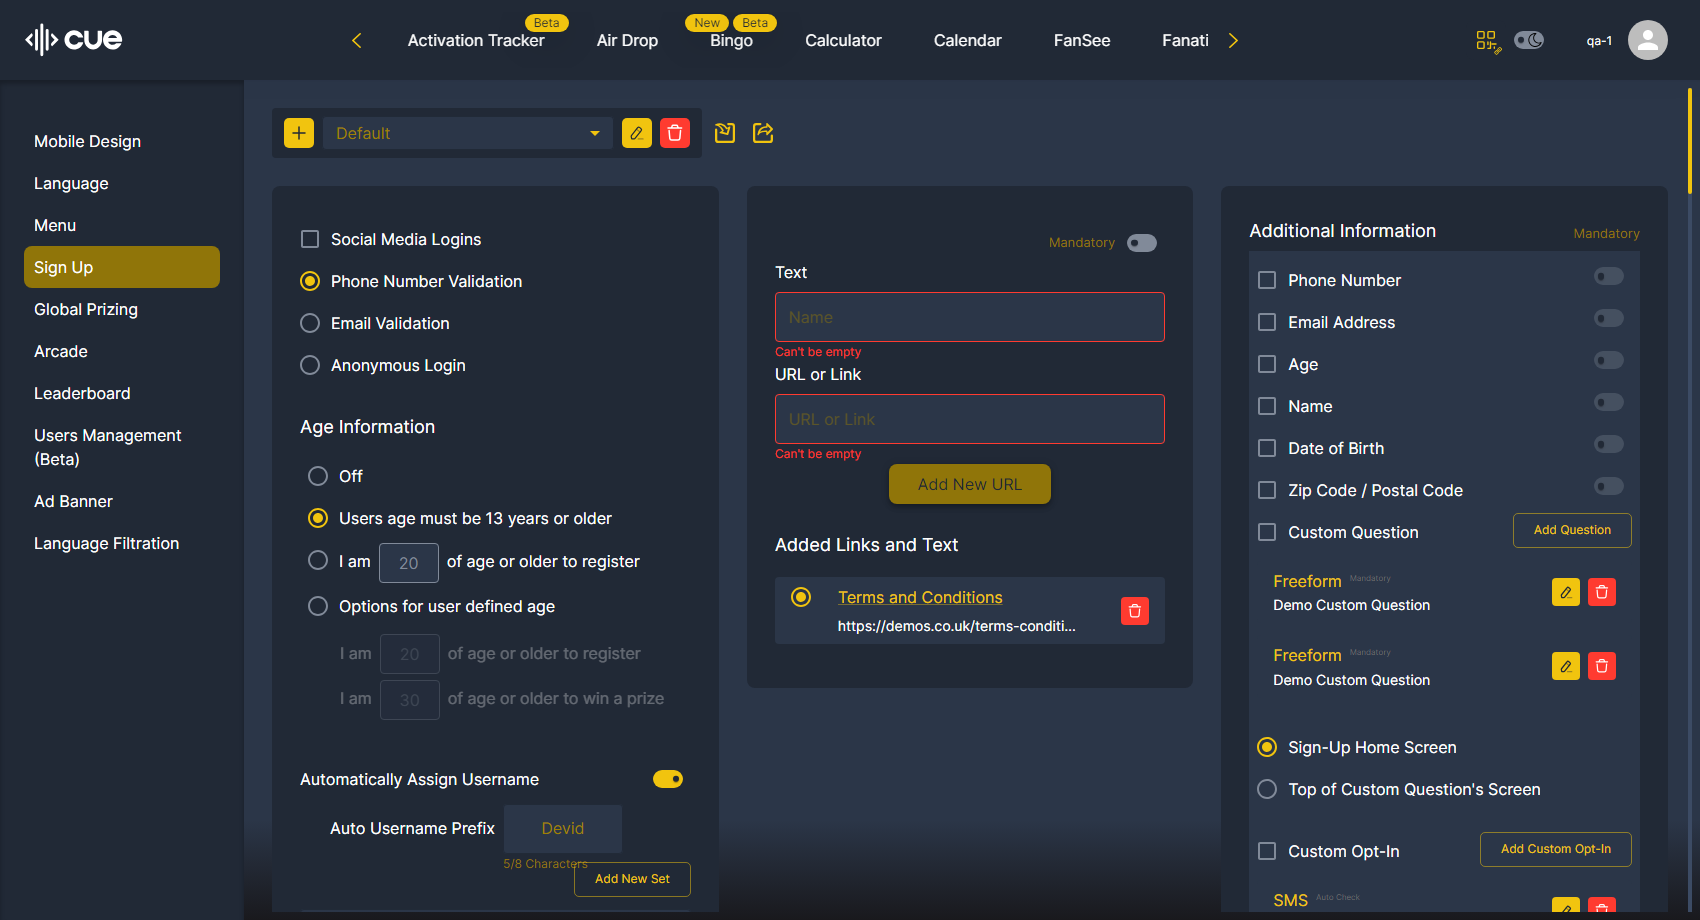 cue
Activation Tracker
Beta
Air Drop
New
Beta
Bingo
Calculator
Calendar
FanSee
Fanati
qa-1
Mobile Design
Language
Menu
Sign Up
Global Prizing
Arcade
Leaderboard
Users Management
(Beta)
Ad Banner
Language Filtration
Default
Social Media Logins
Phone Number Validation
Email Validation
Anonymous Login
Age Information
Off
Users age must be 13 years or older
I am 20 of age or older to register
Options for user defined age
I am 20 of age or older to register
I am 30 of age or older to win a prize
Automatically Assign Username
Auto Username Prefix Devid
5/8 Characters
Add New Set
Mandatory
Text
Name
Can't be empty
URL or Link
URL or Link
Can't be empty
Add New URL
Added Links and Text
Terms and Conditions
https://demos.co.uk/terms-conditi...
Additional Information Mandatory
Phone Number
Email Address
Age
Name
Date of Birth
Zip Code / Postal Code
Custom Question Add Question
Freeform Mandatory
Demo Custom Question
Freeform Mandatory
Demo Custom Question
Sign-Up Home Screen
Top of Custom Question's Screen
Custom Opt-In Add Custom Opt-In
SMS Auto Check